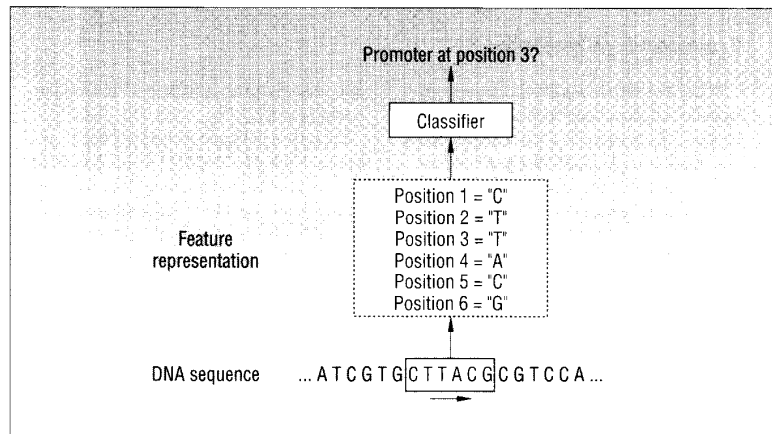 Promoter at position 3?
Classifier
Position 1 = "C"
Position 2 = "T"
Position 3 = "T"
Position 4 = "A"
Position 5 = "C"
Position 6 = "G"
Feature
representation
DNA sequence ... A T C G T G C T T A C G C G T C C A ...